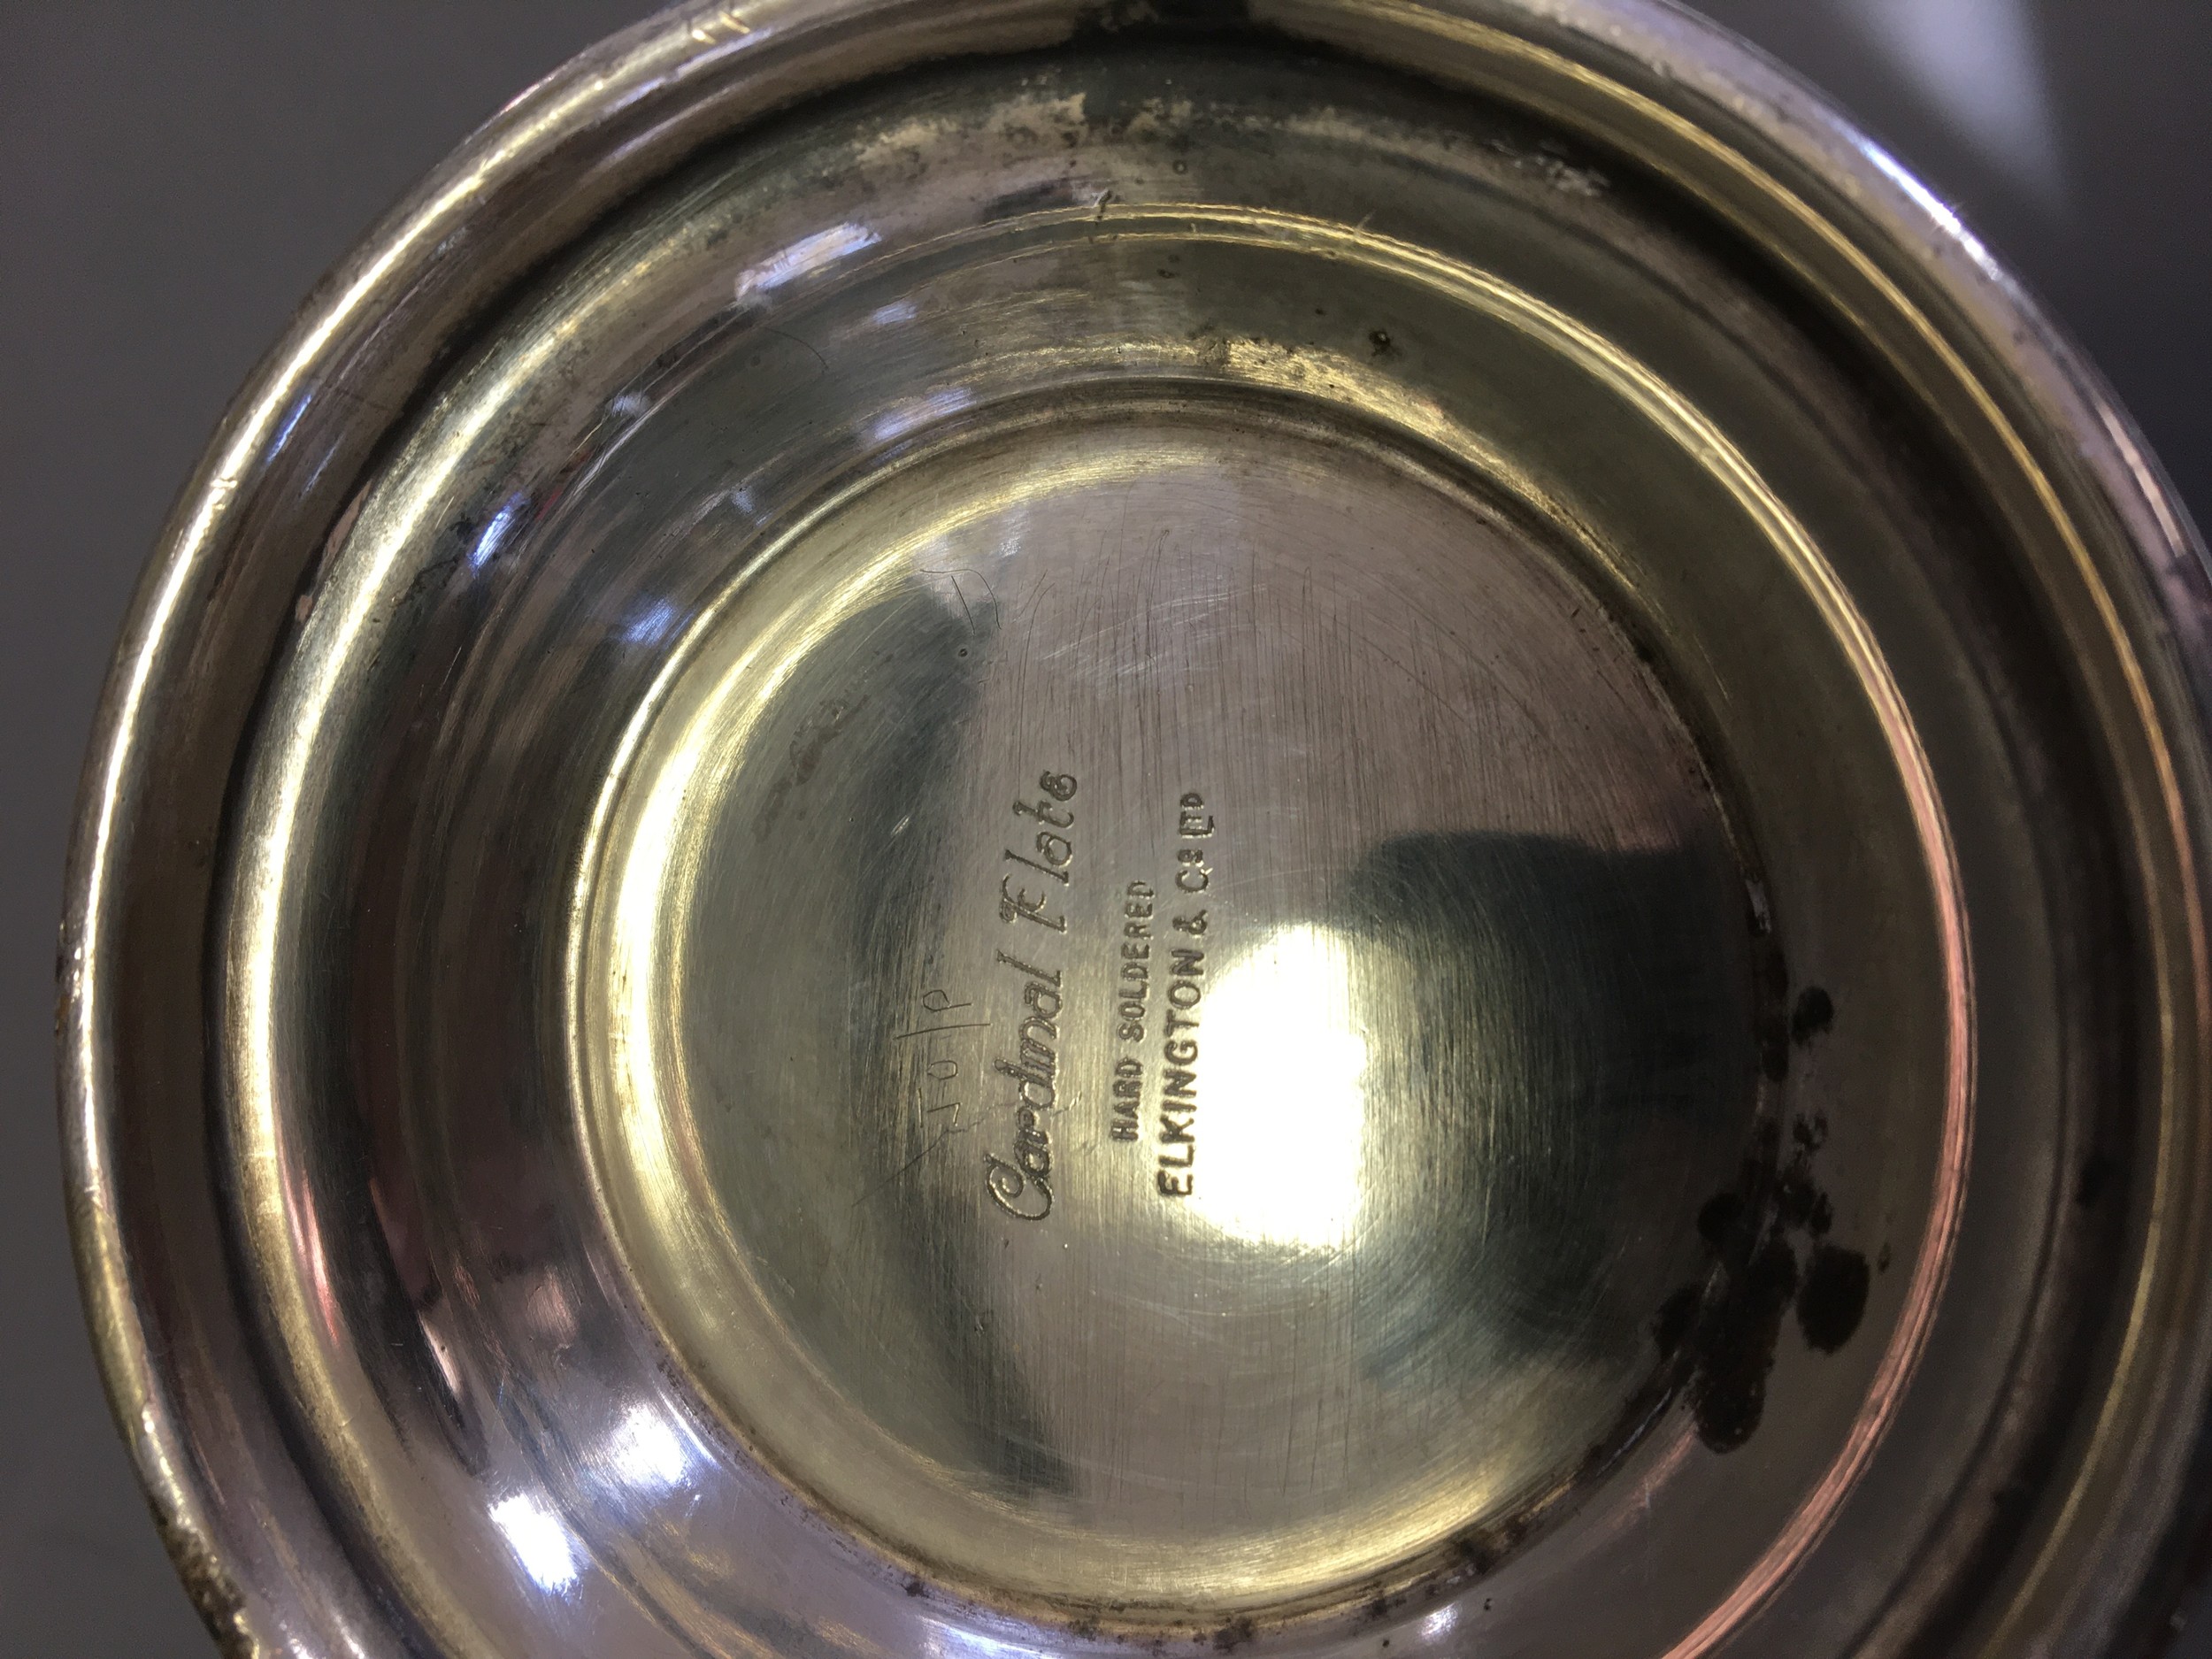 Cardinal Plate
HARD SOLDERED
ELKINGTON & Co LTD